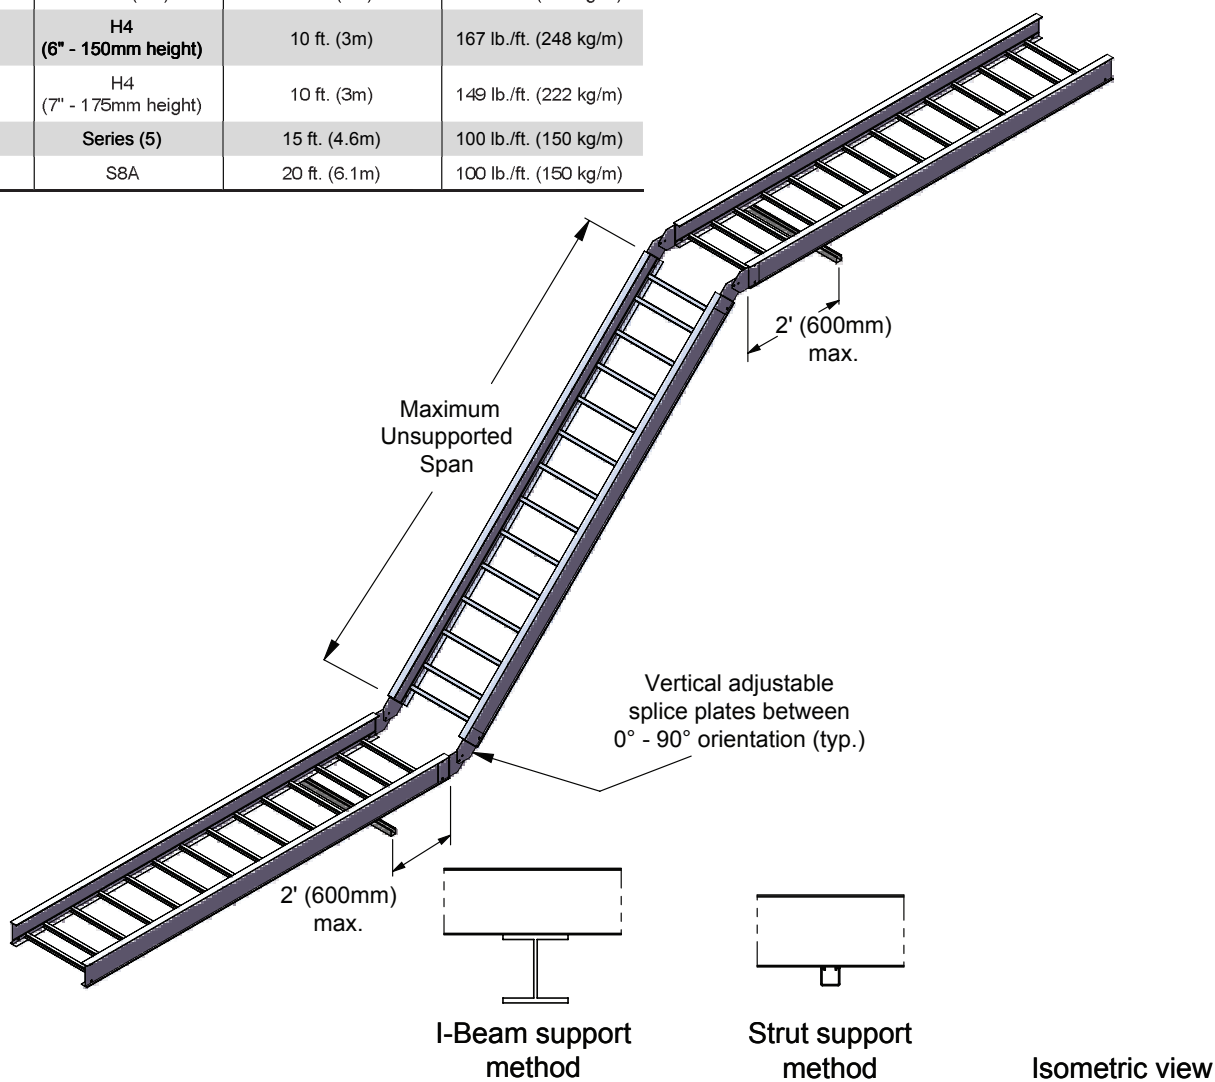 H4
(6" - 150mm height)
10 ft. (3m)
167 lb./ft. (248 kg/m)
H4
(7" - 175mm height)
10 ft. (3m)
149 lb./ft. (222 kg/m)
Series (5)
15 ft. (4.6m)
100 lb./ft. (150 kg/m)
S8A
20 ft. (6.1m)
100 lb./ft. (150 kg/m)
2' (600mm)
max.
Maximum
Unsupported
Span
Vertical adjustable
splice plates between
0° - 90° orientation (typ.)
2' (600mm)
max.
I-Beam support
method
Strut support
method
Isometric view